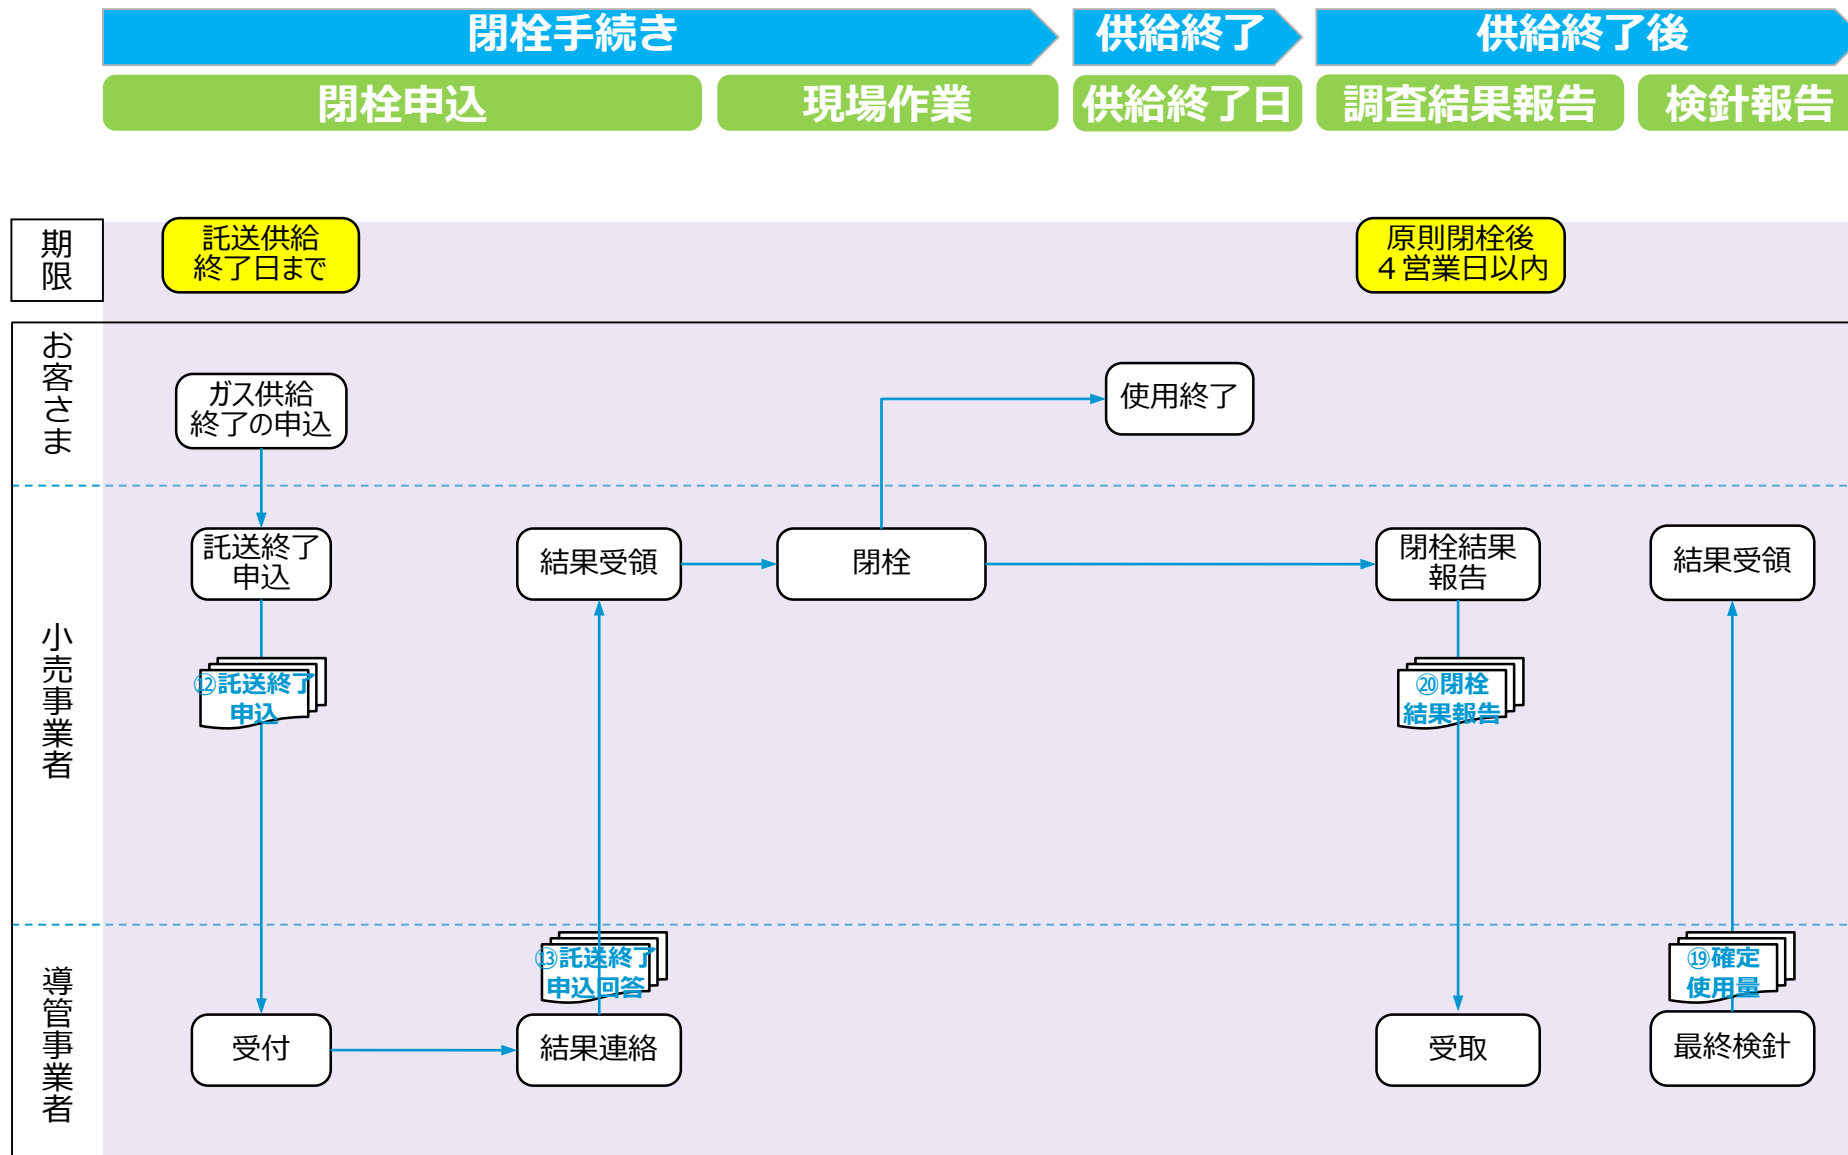 閉栓手続き
供給終了
供給終了後
閉栓申込
現場作業
供給終了日
調査結果報告
検針報告
期限
託送供給
終了日まで
原則閉栓後
４営業日以内
お客さま
ガス供給
終了の申込
使用終了
小売事業者
託送終了
申込
結果受領
閉栓
閉栓結果
報告
結果受領
⑫託送終了
申込
⑳閉栓
結果報告
導管事業者
⑬託送終了
申込回答
⑲確定
使用量
受付
結果連絡
受取
最終検針